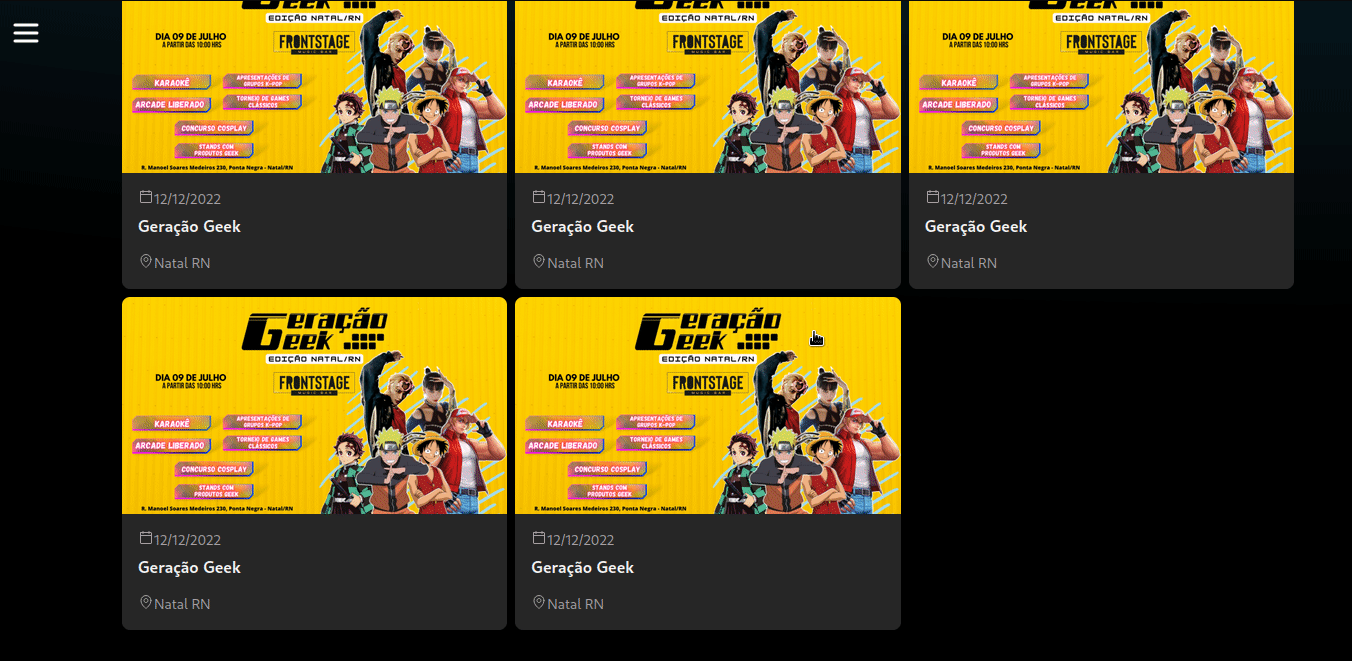 Geek
EDIÇÃO NATAL/RN
DIA 09 DE JULHO
A PARTIR DAS 10:00 HRS
FRONTSTAGE
MUSIC BAR
KARAOKÊ
APRESENTAÇÕES DE
GRUPOS K-POP
ARCADE LIBERADO
TORNEIO DE GAMES
CLÁSSICOS
CONCURSO COSPLAY
STANDS COM
PRODUTOS GEEK
R. Manoel Soares Medeiros 230, Ponta Negra - Natal/RN
12/12/2022
Geração Geek
Natal RN
Geek
EDIÇÃO NATAL/RN
DIA 09 DE JULHO
A PARTIR DAS 10:00 HRS
FRONTSTAGE
MUSIC BAR
KARAOKÊ
APRESENTAÇÕES DE
GRUPOS K-POP
ARCADE LIBERADO
TORNEIO DE GAMES
CLÁSSICOS
CONCURSO COSPLAY
STANDS COM
PRODUTOS GEEK
R. Manoel Soares Medeiros 230, Ponta Negra - Natal/RN
12/12/2022
Geração Geek
Natal RN
Geek
EDIÇÃO NATAL/RN
DIA 09 DE JULHO
A PARTIR DAS 10:00 HRS
FRONTSTAGE
MUSIC BAR
KARAOKÊ
APRESENTAÇÕES DE
GRUPOS K-POP
ARCADE LIBERADO
TORNEIO DE GAMES
CLÁSSICOS
CONCURSO COSPLAY
STANDS COM
PRODUTOS GEEK
R. Manoel Soares Medeiros 230, Ponta Negra - Natal/RN
12/12/2022
Geração Geek
Natal RN
Geração
Geek
EDIÇÃO NATAL/RN
DIA 09 DE JULHO
A PARTIR DAS 10:00 HRS
FRONTSTAGE
MUSIC BAR
KARAOKÊ
APRESENTAÇÕES DE
GRUPOS K-POP
ARCADE LIBERADO
TORNEIO DE GAMES
CLÁSSICOS
CONCURSO COSPLAY
STANDS COM
PRODUTOS GEEK
R. Manoel Soares Medeiros 230, Ponta Negra - Natal/RN
12/12/2022
Geração Geek
Natal RN
Geração
Geek
EDIÇÃO NATAL/RN
DIA 09 DE JULHO
A PARTIR DAS 10:00 HRS
FRONTSTAGE
MUSIC BAR
KARAOKÊ
APRESENTAÇÕES DE
GRUPOS K-POP
ARCADE LIBERADO
TORNEIO DE GAMES
CLÁSSICOS
CONCURSO COSPLAY
STANDS COM
PRODUTOS GEEK
R. Manoel Soares Medeiros 230, Ponta Negra - Natal/RN
12/12/2022
Geração Geek
Natal RN